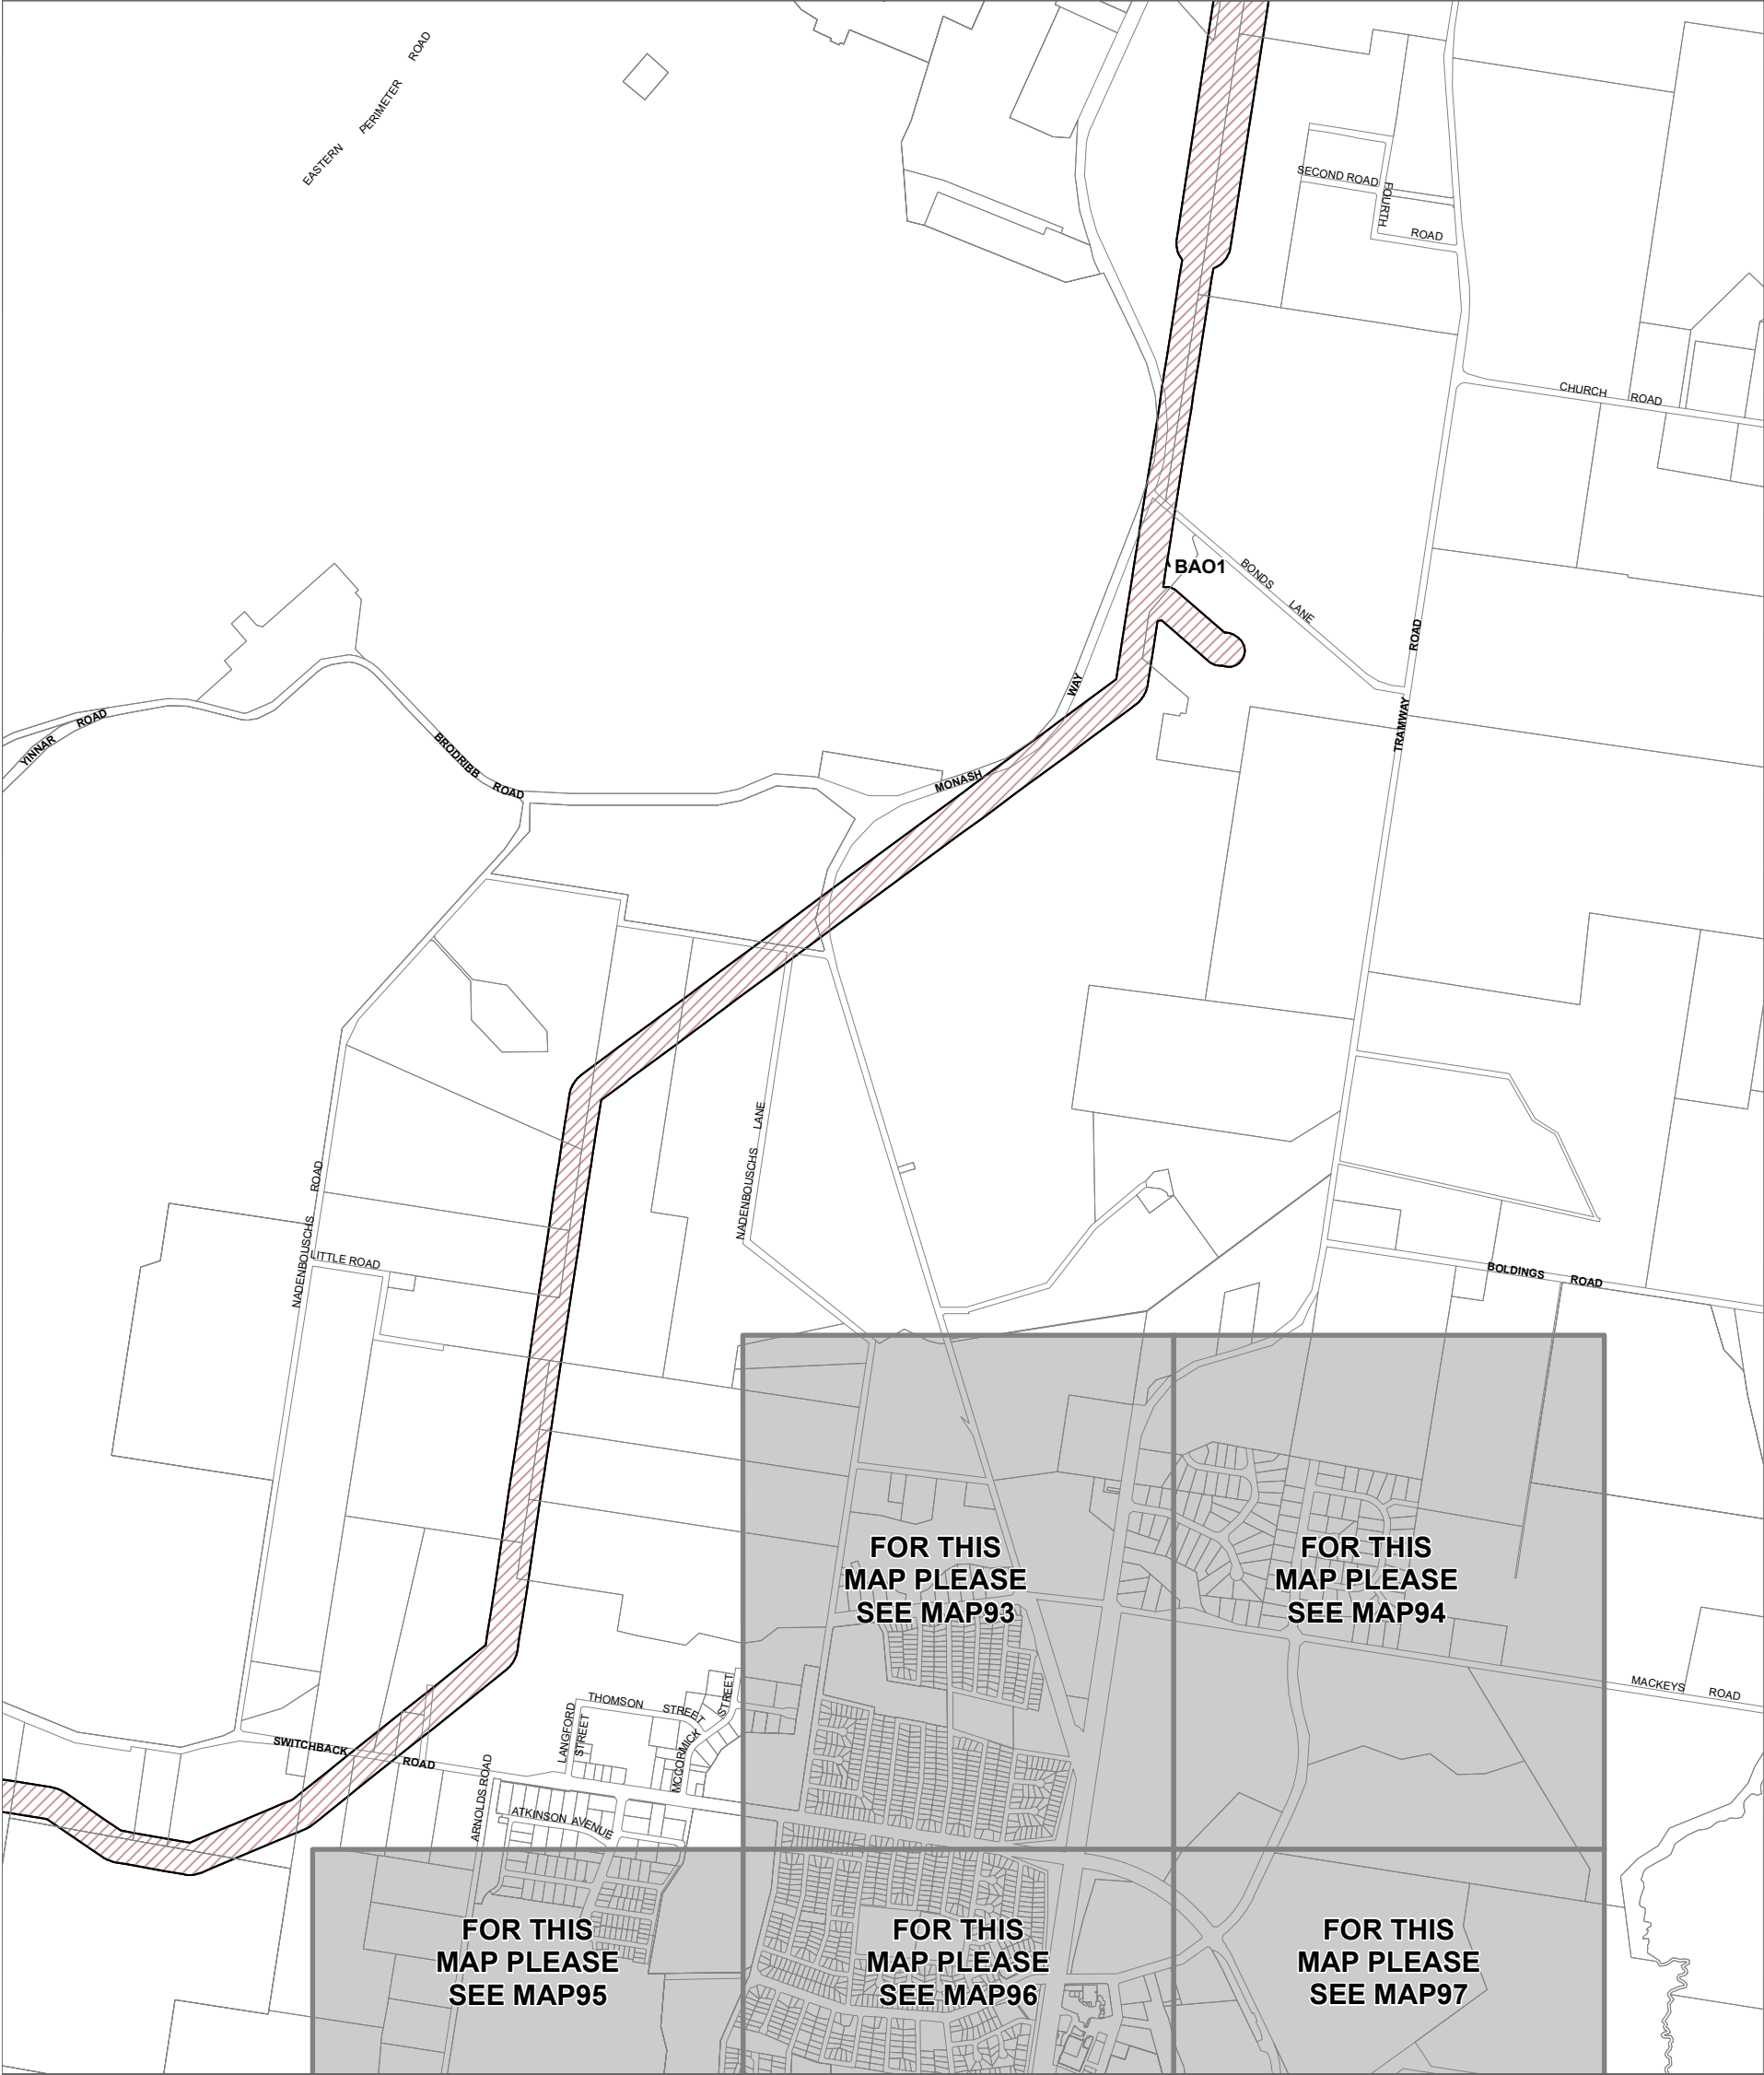 EASTERN PERIMETER ROAD
SECOND ROAD
FOURTH
ROAD
CHURCH ROAD
BAO1
BONDS LANE
TRAMWAY ROAD
YINNAR ROAD
BRODRIBB ROAD
MONASH WAY
NADENBOUSCHS LANE
NADENBOUSCHS ROAD
LITTLE ROAD
BOLDINGS ROAD
FOR THIS
MAP PLEASE
SEE MAP93
FOR THIS
MAP PLEASE
SEE MAP94
MACKEYS ROAD
THOMSON STREET
LANGFORD
STREET
MCCORMICK STREET
SWITCHBACK ROAD
ARNOLDS ROAD
ATKINSON AVENUE
FOR THIS
MAP PLEASE
SEE MAP95
FOR THIS
MAP PLEASE
SEE MAP96
FOR THIS
MAP PLEASE
SEE MAP97